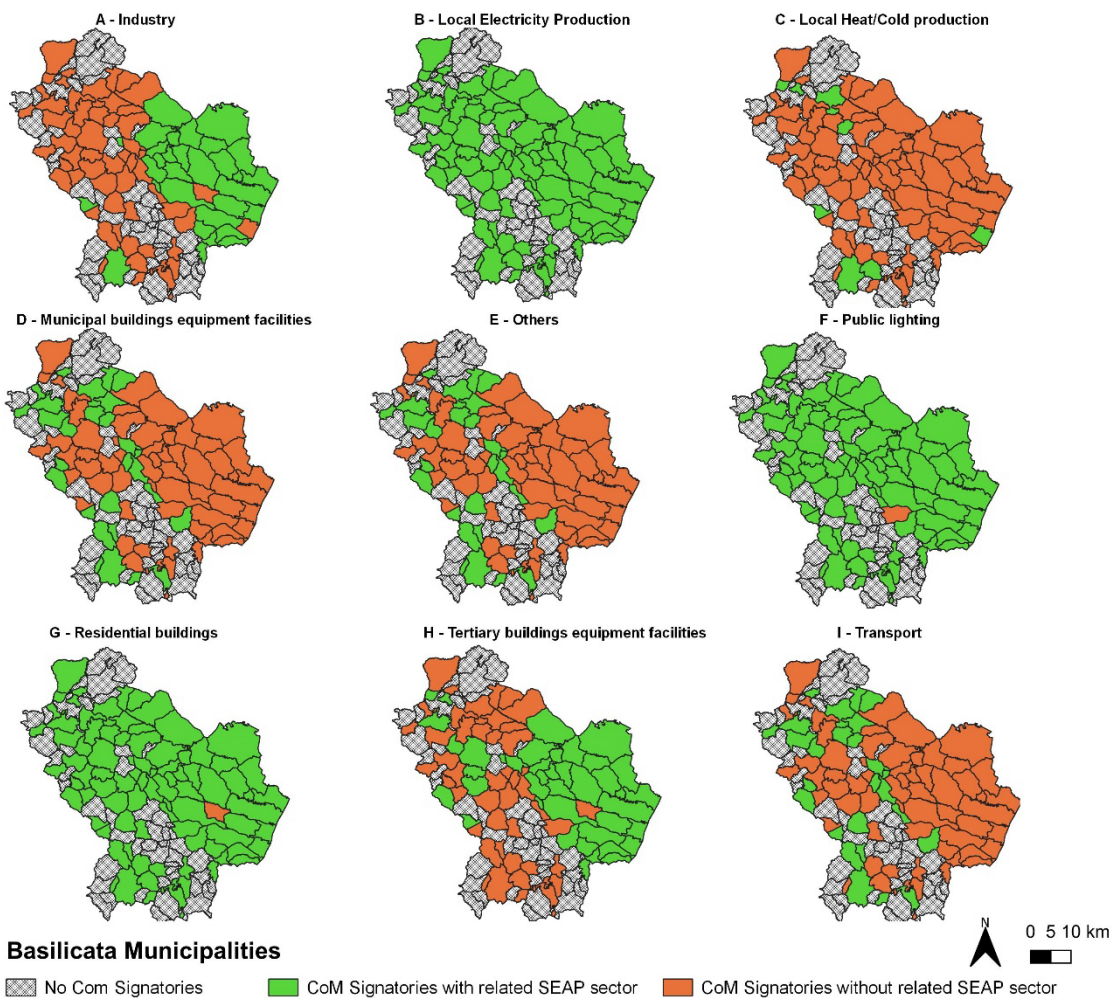 A - Industry
B - Local Electricity Production
C - Local Heat/Cold production
D - Municipal buildings equipment facilities
E - Others
F - Public lighting
G - Residential buildings
H - Tertiary buildings equipment facilities
I - Transport
N
0 5 10 km
Basilicata Municipalities
No Com Signatories
CoM Signatories with related SEAP sector
CoM Signatories without related SEAP sector